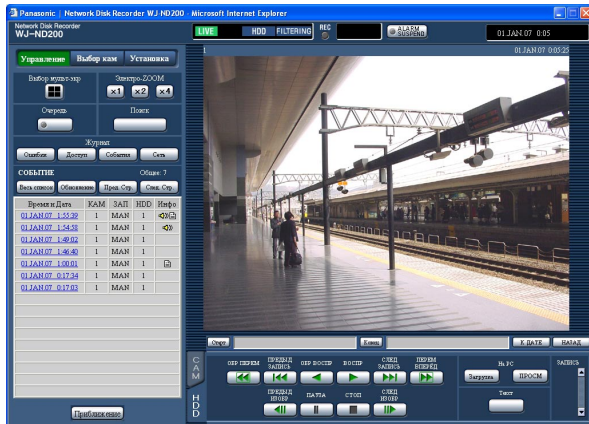 Panasonic | Network Disk Recorder WJ-ND200 - Microsoft Internet Explorer
Network Disk Recorder
WJ-ND200
LIVE HDD FILTERING REC ALARM SUSPEND 01.JAN.07 0:05
Управление Выбор кам Установка
1 01.JAN.07 0:05:25
Выбор мульт-экр Электро-ZOOM
x1 x2 x4
Очередь Поиск
Журнал
Ошибки Доступ События Сеть
СОБЫТИЕ Общие: 7
Весь список Обновление Пред. Стр. След. Стр.
Время и Дата КАМ ЗАП HDD Инфо
01.JAN.07 1:55:39 1 MAN 1
01.JAN.07 1:54:58 1 MAN 1
01.JAN.07 1:49:02 1 MAN 1
01.JAN.07 1:46:40 1 MAN 1
01.JAN.07 1:00:01 1 MAN 1
01.JAN.07 0:17:34 1 MAN 1
01.JAN.07 0:17:03 1 MAN 1
Приближение
Старт Конец К ДАТЕ НАЗАД
CAM
HDD
ОБР ПЕРЕМ ПРЕДЫД ЗАПИСЬ ОБР ВОСПР ВОСПР СЛЕД ЗАПИСЬ ПЕРЕМ ВПЕРЁД
ПРЕДЫД ИЗОБР ПАУЗА СТОП СЛЕД ИЗОБР
На PC
Загрузка ПРОСМ
Текст
ЗАПИСЬ